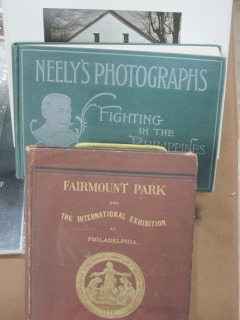 NEELY'S PHOTOGRAPHS
FIGHTING
IN THE
PHILIPPINES
FAIRMOUNT PARK
AND
THE INTERNATIONAL EXHIBITION
AT
PHILADELPHIA.